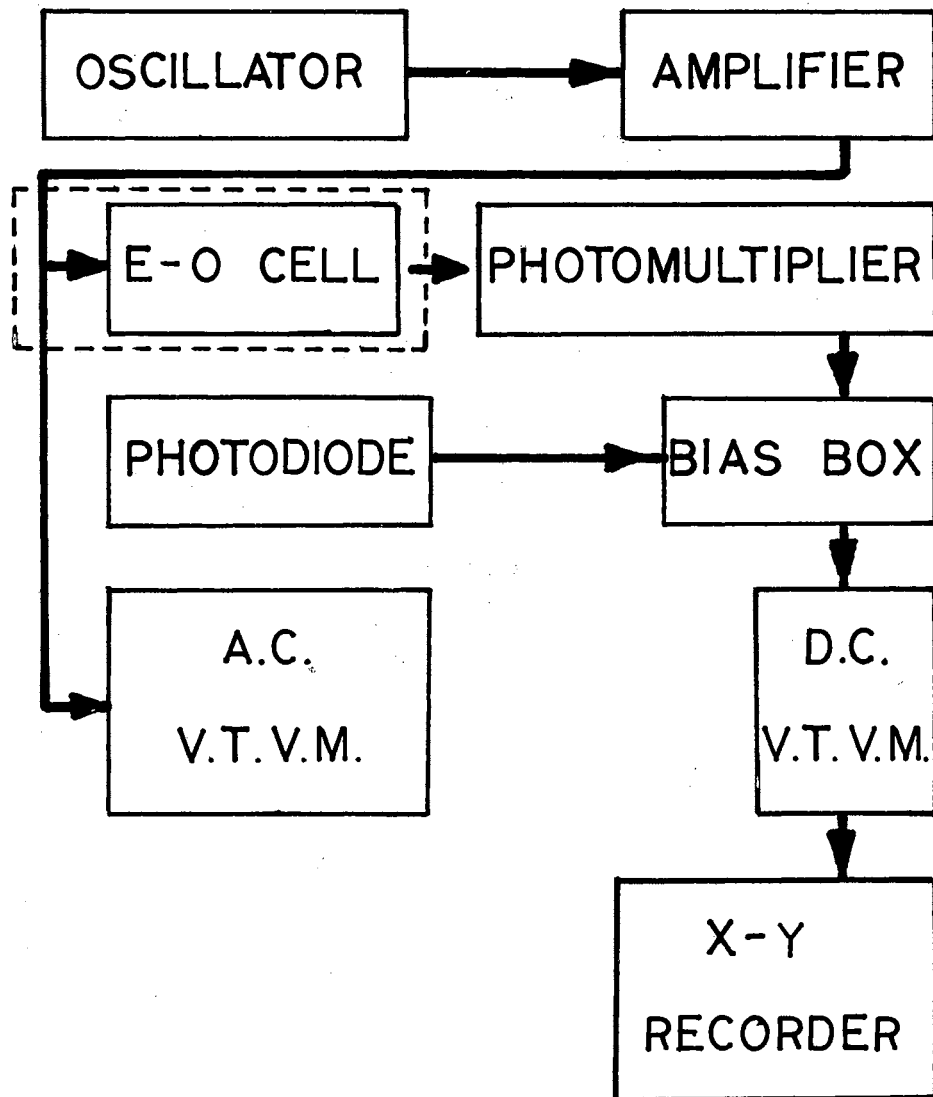 OSCILLATOR
AMPLIFIER
E-O CELL
PHOTOMULTIPLIER
PHOTODIODE
BIAS BOX
A.C.
V.T.V.M.
D.C.
V.T.V.M.
X-Y
RECORDER